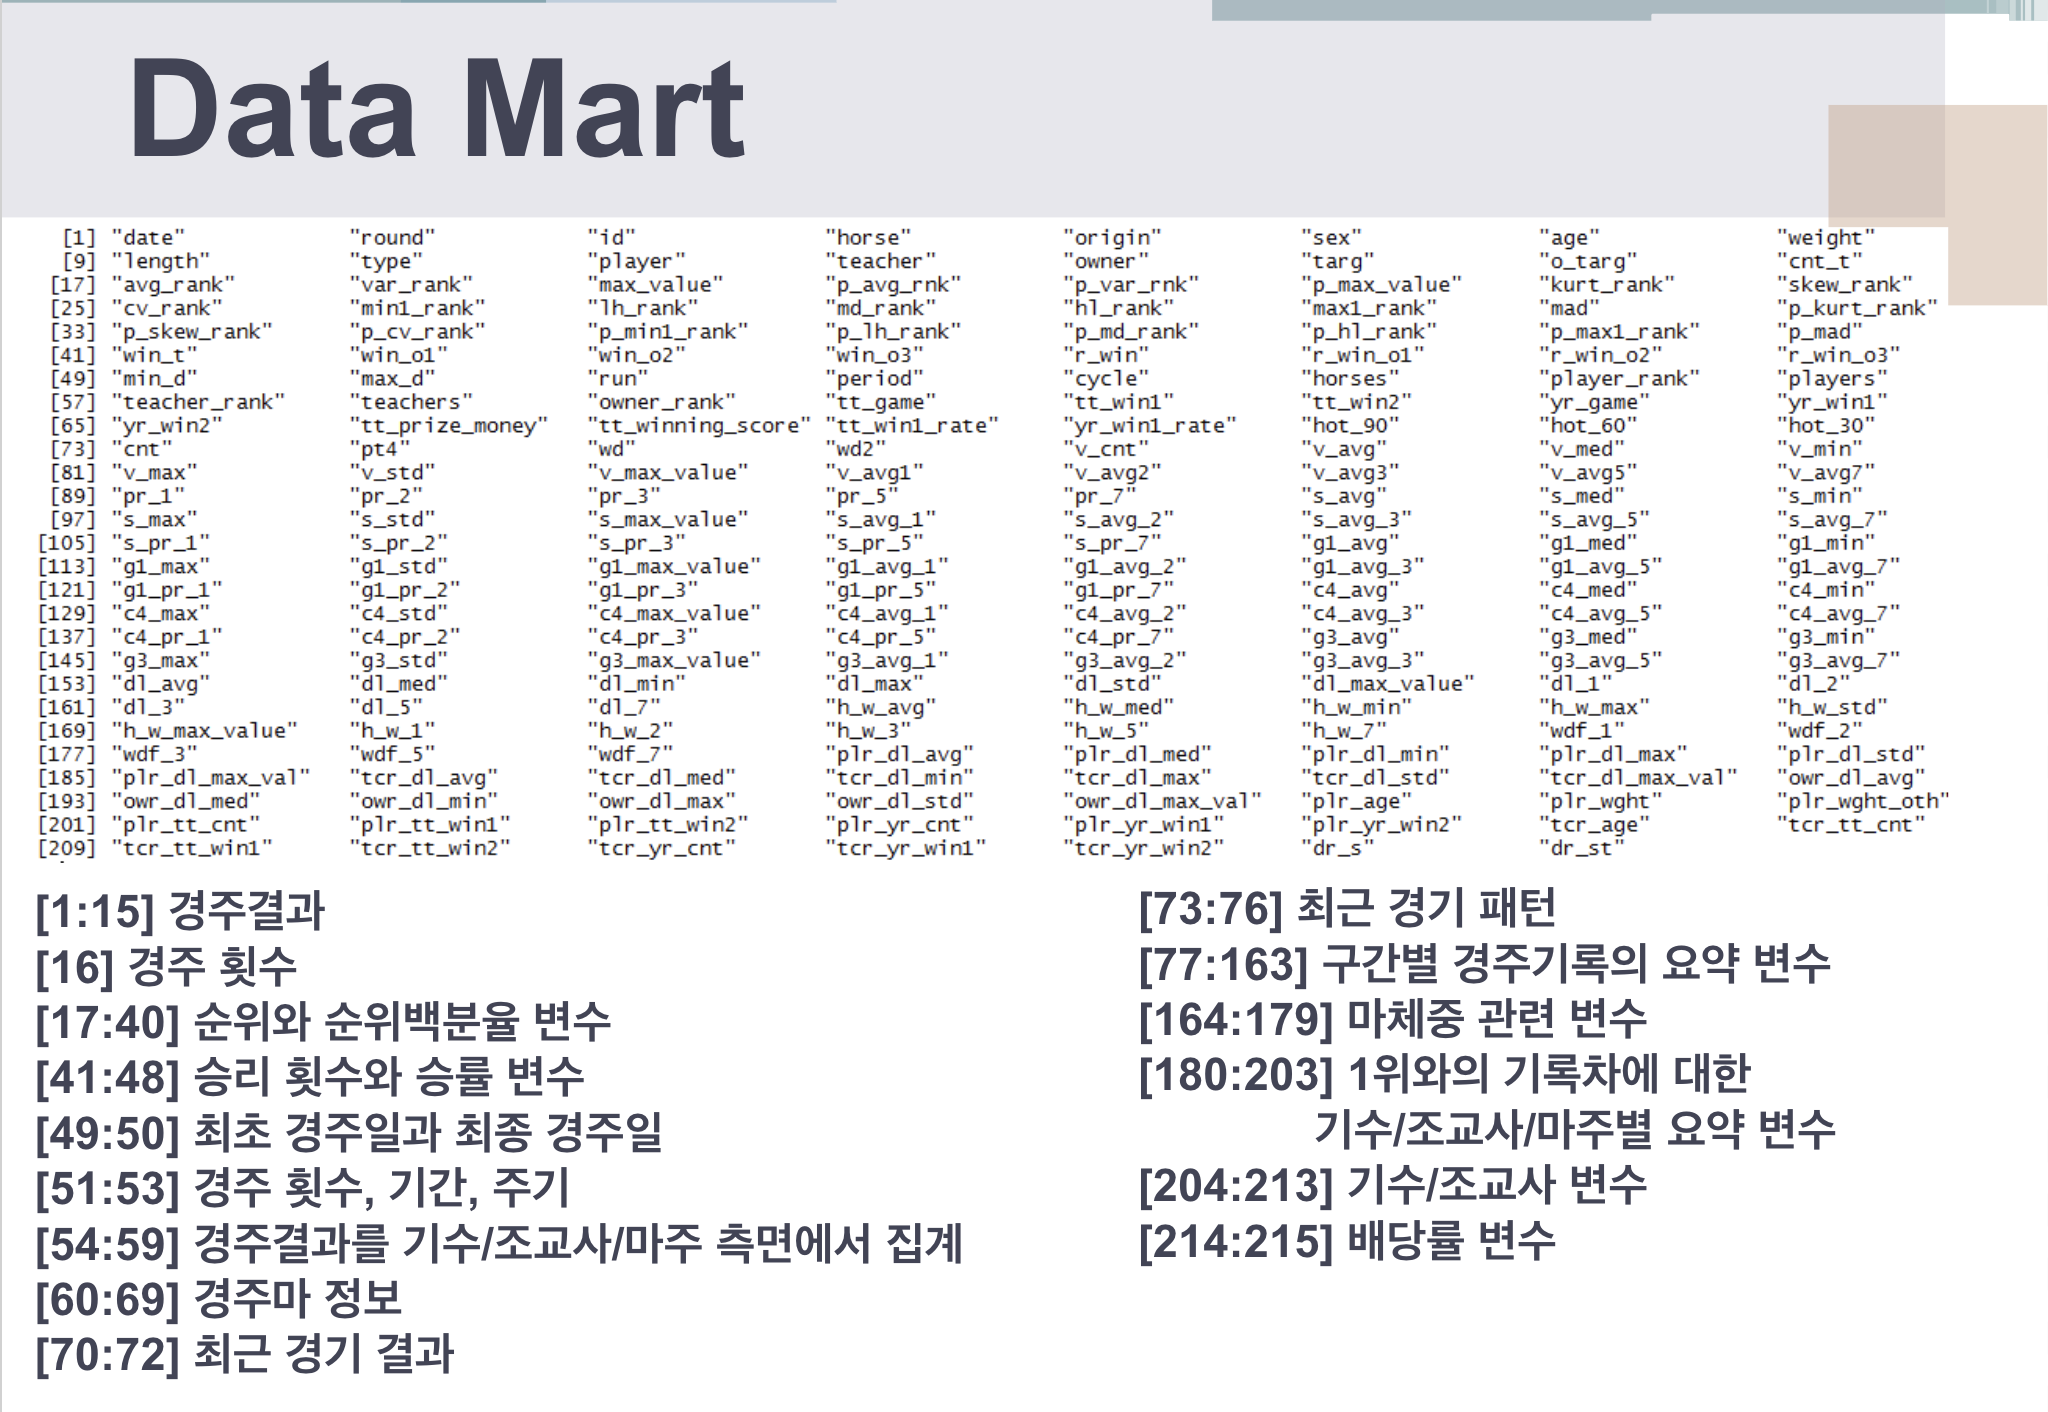 Data Mart
[1] "date" "round" "id" "horse" "origin" "sex" "age" "weight"
[9] "length" "type" "player" "teacher" "owner" "targ" "o_targ" "cnt_t"
[17] "avg_rank" "var_rank" "max_value" "p_avg_rnk" "p_var_rnk" "p_max_value" "kurt_rank" "skew_rank"
[25] "cv_rank" "min1_rank" "lh_rank" "md_rank" "hl_rank" "max1_rank" "mad" "p_kurt_rank"
[33] "p_skew_rank" "p_cv_rank" "p_min1_rank" "p_lh_rank" "p_md_rank" "p_hl_rank" "p_max1_rank" "p_mad"
[41] "win_t" "win_o1" "win_o2" "win_o3" "r_win" "r_win_o1" "r_win_o2" "r_win_o3"
[49] "min_d" "max_d" "run" "period" "cycle" "horses" "player_rank" "players"
[57] "teacher_rank" "teachers" "owner_rank" "tt_game" "tt_win1" "tt_win2" "yr_game" "yr_win1"
[65] "yr_win2" "tt_prize_money" "tt_winning_score" "tt_win1_rate" "yr_win1_rate" "hot_90" "hot_60" "hot_30"
[73] "cnt" "pt4" "wd" "wd2" "v_cnt" "v_avg" "v_med" "v_min"
[81] "v_max" "v_std" "v_max_value" "v_avg1" "v_avg2" "v_avg3" "v_avg5" "v_avg7"
[89] "pr_1" "pr_2" "pr_3" "pr_5" "pr_7" "s_avg" "s_med" "s_min"
[97] "s_max" "s_std" "s_max_value" "s_avg_1" "s_avg_2" "s_avg_3" "s_avg_5" "s_avg_7"
[105] "s_pr_1" "s_pr_2" "s_pr_3" "s_pr_5" "s_pr_7" "g1_avg" "g1_med" "g1_min"
[113] "g1_max" "g1_std" "g1_max_value" "g1_avg_1" "g1_avg_2" "g1_avg_3" "g1_avg_5" "g1_avg_7"
[121] "g1_pr_1" "g1_pr_2" "g1_pr_3" "g1_pr_5" "g1_pr_7" "c4_avg" "c4_med" "c4_min"
[129] "c4_max" "c4_std" "c4_max_value" "c4_avg_1" "c4_avg_2" "c4_avg_3" "c4_avg_5" "c4_avg_7"
[137] "c4_pr_1" "c4_pr_2" "c4_pr_3" "c4_pr_5" "c4_pr_7" "g3_avg" "g3_med" "g3_min"
[145] "g3_max" "g3_std" "g3_max_value" "g3_avg_1" "g3_avg_2" "g3_avg_3" "g3_avg_5" "g3_avg_7"
[153] "dl_avg" "dl_med" "dl_min" "dl_max" "dl_std" "dl_max_value" "dl_1" "dl_2"
[161] "dl_3" "dl_5" "dl_7" "h_w_avg" "h_w_med" "h_w_min" "h_w_max" "h_w_std"
[169] "h_w_max_value" "h_w_1" "h_w_2" "h_w_3" "h_w_5" "h_w_7" "wdf_1" "wdf_2"
[177] "wdf_3" "wdf_5" "wdf_7" "plr_dl_avg" "plr_dl_med" "plr_dl_min" "plr_dl_max" "plr_dl_std"
[185] "plr_dl_max_val" "tcr_dl_avg" "tcr_dl_med" "tcr_dl_min" "tcr_dl_max" "tcr_dl_std" "tcr_dl_max_val" "owr_dl_avg"
[193] "owr_dl_med" "owr_dl_min" "owr_dl_max" "owr_dl_std" "owr_dl_max_val" "plr_age" "plr_wght" "plr_wght_oth"
[201] "plr_tt_cnt" "plr_tt_win1" "plr_tt_win2" "plr_yr_cnt" "plr_yr_win1" "plr_yr_win2" "tcr_age" "tcr_tt_cnt"
[209] "tcr_tt_win1" "tcr_tt_win2" "tcr_yr_cnt" "tcr_yr_win1" "tcr_yr_win2" "dr_s" "dr_st"
[1:15] 경주결과
[16] 경주 횟수
[17:40] 순위와 순위백분율 변수
[41:48] 승리 횟수와 승률 변수
[49:50] 최초 경주일과 최종 경주일
[51:53] 경주 횟수, 기간, 주기
[54:59] 경주결과를 기수/조교사/마주 측면에서 집계
[60:69] 경주마 정보
[70:72] 최근 경기 결과
[73:76] 최근 경기 패턴
[77:163] 구간별 경주기록의 요약 변수
[164:179] 마체중 관련 변수
[180:203] 1위와의 기록차에 대한
기수/조교사/마주별 요약 변수
[204:213] 기수/조교사 변수
[214:215] 배당률 변수